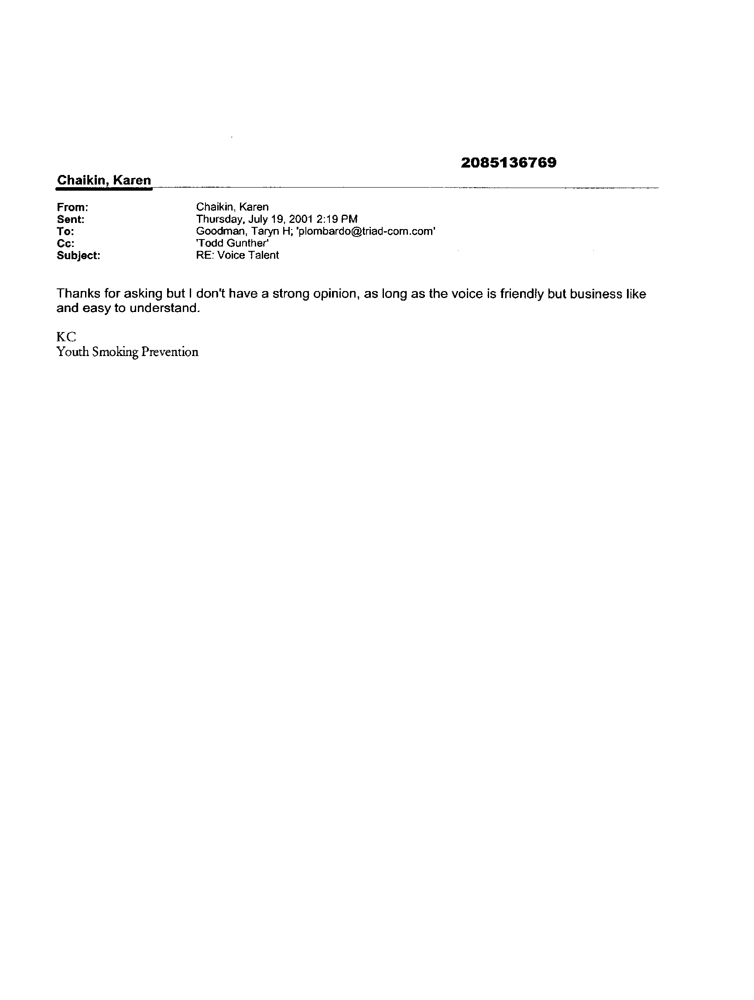 2085136769
Chaikin, Karen
From: Chaikin, Karen
Sent: Thursday, July 19, 2001 2:19 PM
To: Goodman, Taryn H; 'plombardo@triad-com.com'
Cc: 'Todd Gunther'
Subject: RE: Voice Talent
Thanks for asking but I don't have a strong opinion, as long as the voice is friendly but business like
and easy to understand.
KC
Youth Smoking Prevention